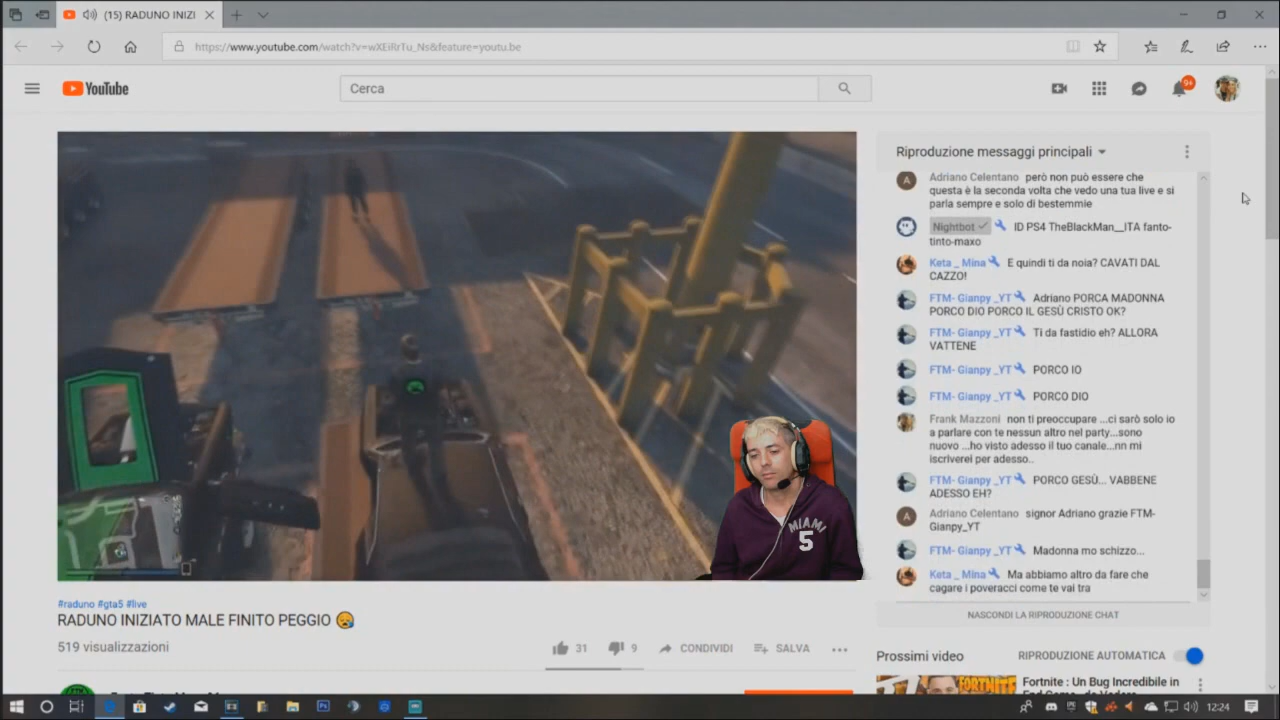 (15) RADUNO INIZI
https://www.youtube.com/watch?v=wXEiRrTu_Ns&feature=youtu.be
YouTube
Cerca
9+
Riproduzione messaggi principali
A
Adriano Celentano però non può essere che
questa è la seconda volta che vedo una tua live e si
parla sempre e solo di bestemmie
Nightbot ID PS4 TheBlackMan__ITA fanto-
tinto-maxo
Keta _ Mina E quindi ti da noia? CAVATI DAL
CAZZO!
FTM- Gianpy _YT Adriano PORCA MADONNA
PORCO DIO PORCO IL GESÙ CRISTO OK?
FTM- Gianpy _YT Ti da fastidio eh? ALLORA
VATTENE
FTM- Gianpy _YT PORCO IO
FTM- Gianpy _YT PORCO DIO
Frank Mazzoni non ti preoccupare ...ci sarò solo io
a parlare con te nessun altro nel party...sono
nuovo ...ho visto adesso il tuo canale...nn mi
iscriverei per adesso..
FTM- Gianpy _YT PORCO GESÙ... VABBENE
ADESSO EH?
A
Adriano Celentano signor Adriano grazie FTM-
Gianpy_YT
FTM- Gianpy _YT Madonna mo schizzo...
Keta _ Mina Ma abbiamo altro da fare che
cagare i poveracci come te vai tra
NASCONDI LA RIPRODUZIONE CHAT
MIAMI
5
#raduno #gta5 #live
RADUNO INIZIATO MALE FINITO PEGGIO
519 visualizzazioni
31
9
CONDIVIDI
SALVA
Prossimi video
RIPRODUZIONE AUTOMATICA
FORTNITE
Fortnite : Un Bug Incredibile in
12:24